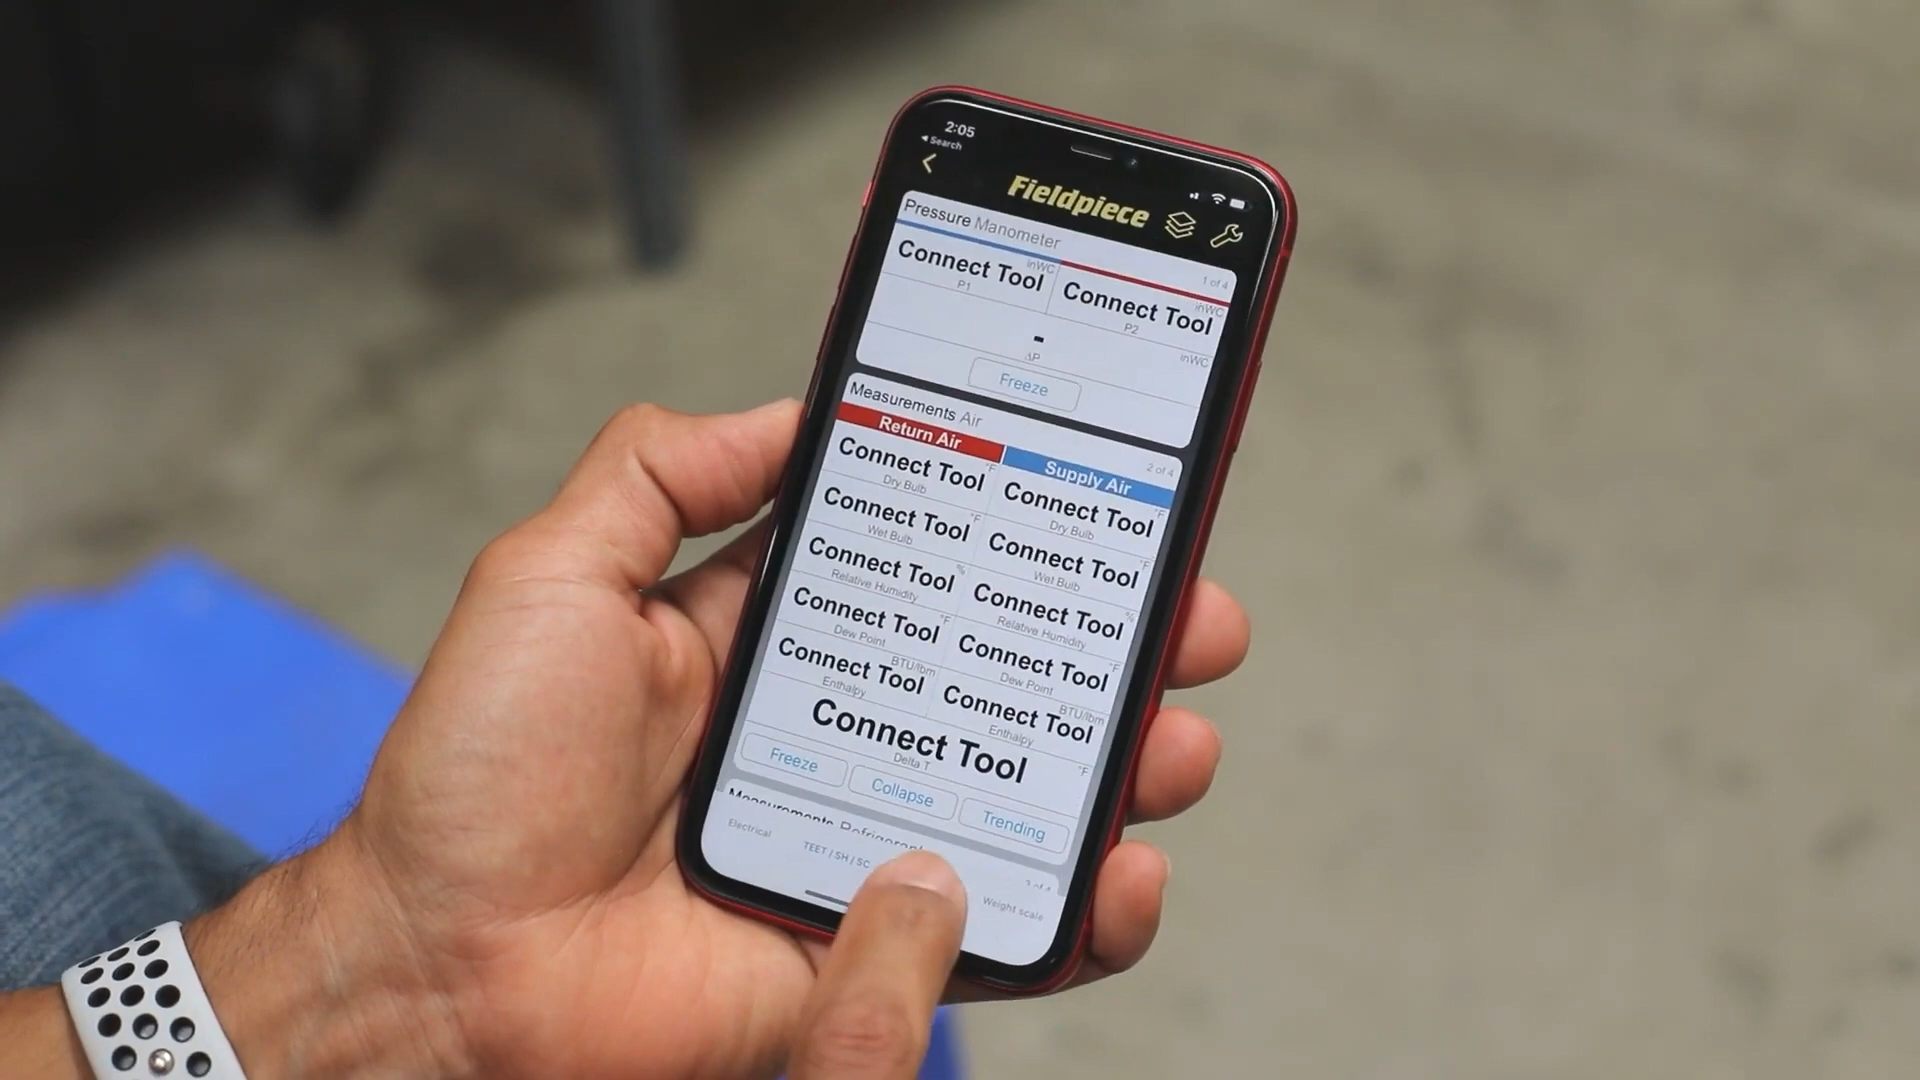 2:05
Search
Fieldpiece
Pressure Manometer
1 of 4
inWC
Connect Tool
P1
inWC
Connect Tool
P2
-
inWC
ΔP
Freeze
Measurements Air
2 of 4
Return Air
Supply Air
Connect Tool °F
Dry Bulb
Connect Tool °F
Dry Bulb
Connect Tool °F
Wet Bulb
Connect Tool °F
Wet Bulb
Connect Tool %
Relative Humidity
Connect Tool %
Relative Humidity
Connect Tool °F
Dew Point
Connect Tool °F
Dew Point
BTU/lbm
Connect Tool
Enthalpy
BTU/lbm
Connect Tool
Enthalpy
Connect Tool °F
Delta T
Freeze
Collapse
Trending
Measurements Refrigerant
3 of 4
Electrical
TEET / SH / SC
Weight scale